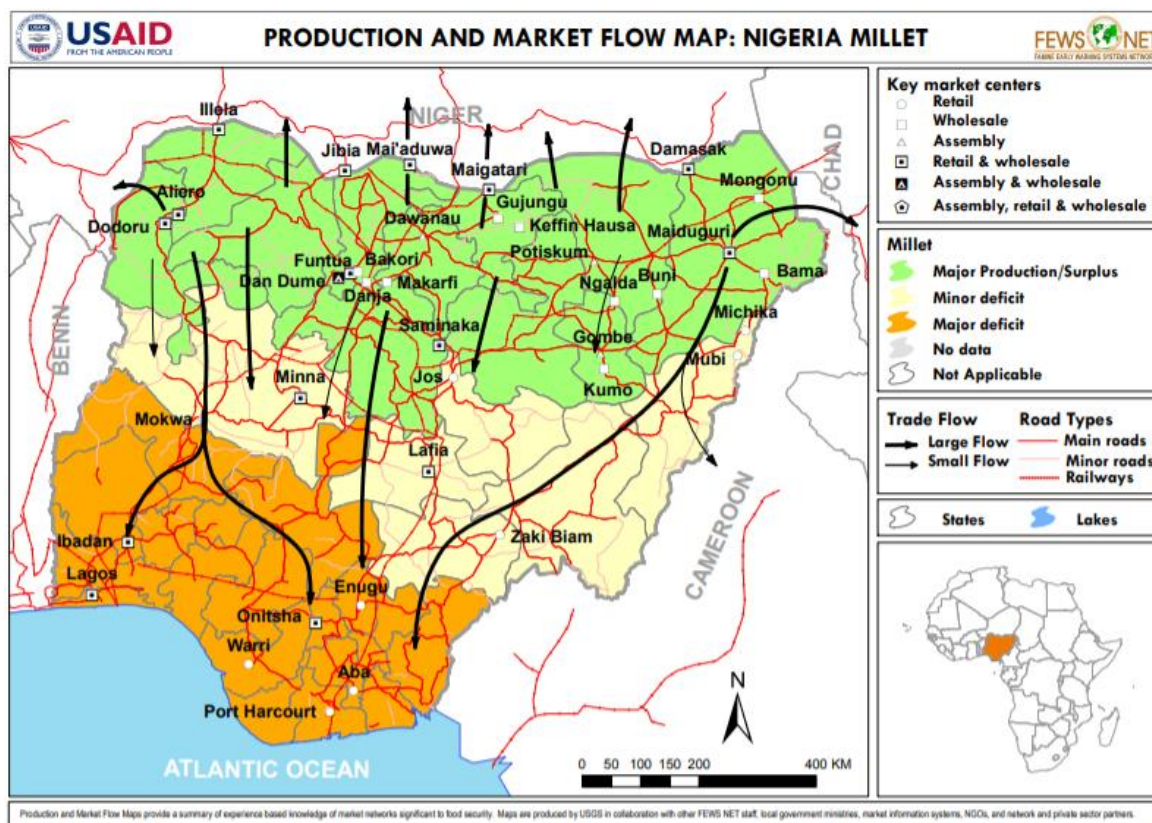 USAID
FROM THE AMERICAN PEOPLE
PRODUCTION AND MARKET FLOW MAP: NIGERIA MILLET
FEWS NET
FAMINE EARLY WARNING SYSTEMS NETWORK
NIGER
CHAD
BENIN
CAMEROON
ATLANTIC OCEAN
Illela
Jibia
Mai'aduwa
Maigatari
Damasak
Mongonu
Aliero
Dodoru
Dawanau
Gujungu
Keffin Hausa
Maiduguri
Potiskum
Funtua
Bakori
Dan Dume
Danja
Makarfi
Ngalda
Buni
Bama
Michika
Saminaka
Gombe
Mubi
Minna
Jos
Kumo
Mokwa
Lafia
Ibadan
Zaki Biam
Lagos
Enugu
Onitsha
Warri
Aba
Port Harcourt
N
0 50 100 150 200 400 KM
Key market centers
Retail
Wholesale
Assembly
Retail & wholesale
Assembly & wholesale
Assembly, retail & wholesale
Millet
Major Production/Surplus
Minor deficit
Major deficit
No data
Not Applicable
Trade Flow
Large Flow
Small Flow
Road Types
Main roads
Minor roads
Railways
States
Lakes
Production and Market Flow Maps provide a summary of experience based knowledge of market networks significant to food security. Maps are produced by USGS in collaboration with other FEWS NET staff, local government ministries, market information systems, NGOs, and network and private sector partners.